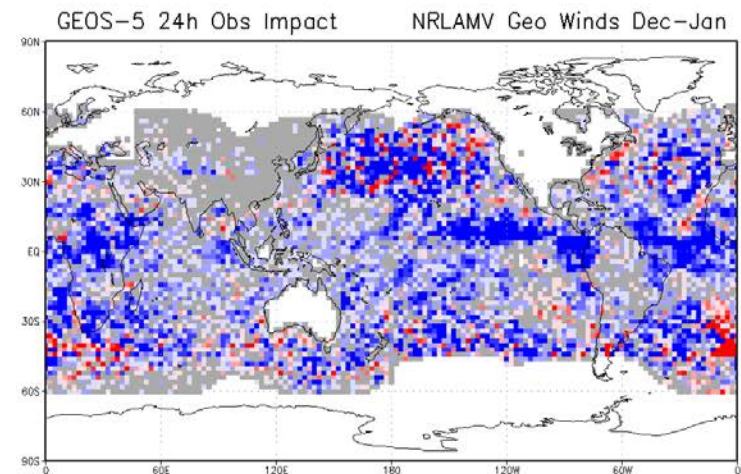 GEOS-5 24h Obs Impact NRLAMV Geo Winds Dec-Jan
90N
60N
30N
EQ
30S
60S
90S
0 60E 120E 180 120W 60W 0